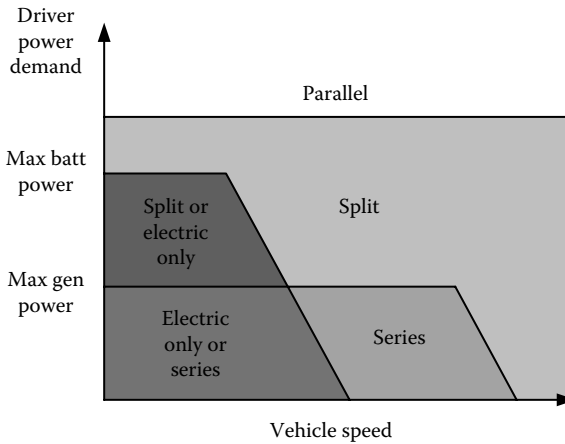 Driver
power
demand
Parallel
Max batt
power
Split or
electric
only
Split
Max gen
power
Electric
only or
series
Series
Vehicle speed